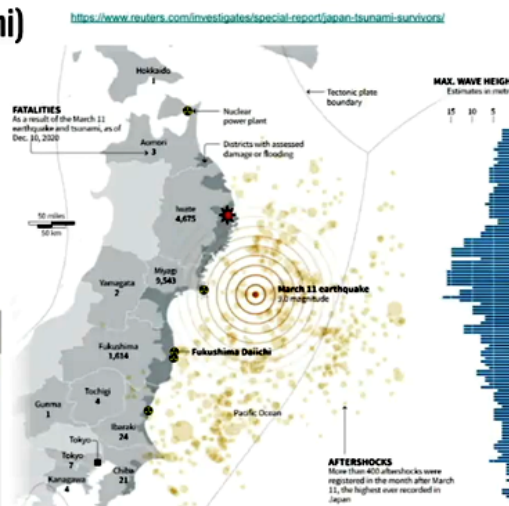 ni)
https://www.reuters.com/investigates/special-report/japan-tsunami-survivors/
Hokkaido
1
MAX. WAVE HEIGH
Estimates in metr
15 10 5
Tectonic plate
boundary
FATALITIES
As a result of the March 11
earthquake and tsunami, as of
Dec. 10, 2020
Nuclear
power plant
Aomori
3
Districts with assessed
damage or flooding
Iwate
4,675
50 miles
50 km
Miyagi
9,543
Yamagata
2
March 11 earthquake
magnitude
Fukushima
1,614
Fukushima Daiichi
Tochigi
4
Gunma
1
Pacific Ocean
Ibaraki
24
Tokyo
Tokyo
7
Chiba
21
Kanagawa
4
AFTERSHOCKS
More than 400 aftershocks were
registered in the month after March
11, the highest ever recorded in
Japan